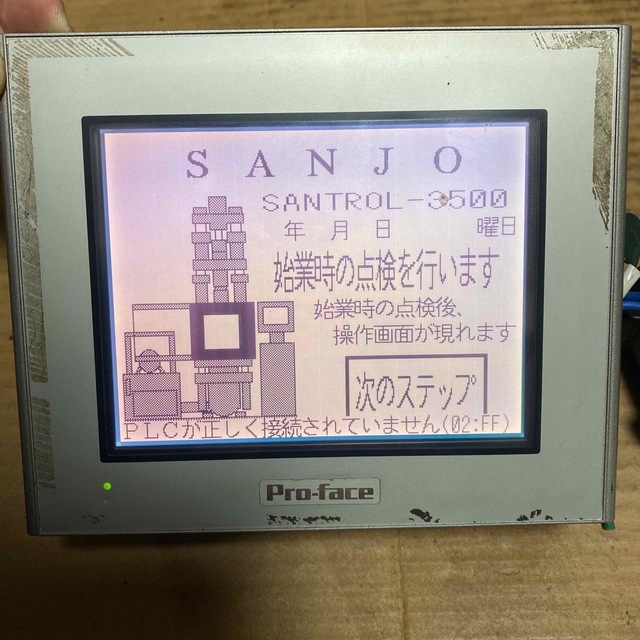 SANJO
SANTROL-3500
年 月 日 曜日
始業時の点検を行います
始業時の点検後、
操作画面が現れます
次のステップ
PLCが正しく接続されていません(02:FF)
Pro-face